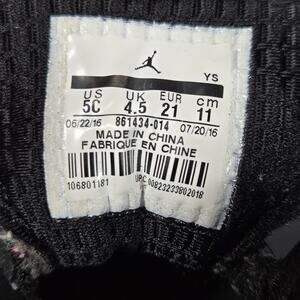 YS
US UK EUR cm
5C 4.5 21 11
06/22/16 861434-014 07/20/16
MADE IN CHINA
FABRIQUE EN CHINE
106801181 UPC:00823233802018